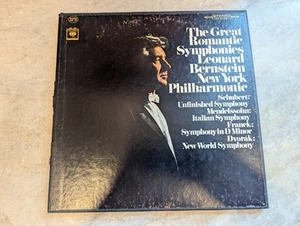 The Great
Romantic
Symphonies
Leonard
Bernstein
New York
Philharmonic
Schubert:
Unfinished Symphony
Mendelssohn:
Italian Symphony
Franck:
Symphony in D Minor
Dvořák:
New World Symphony